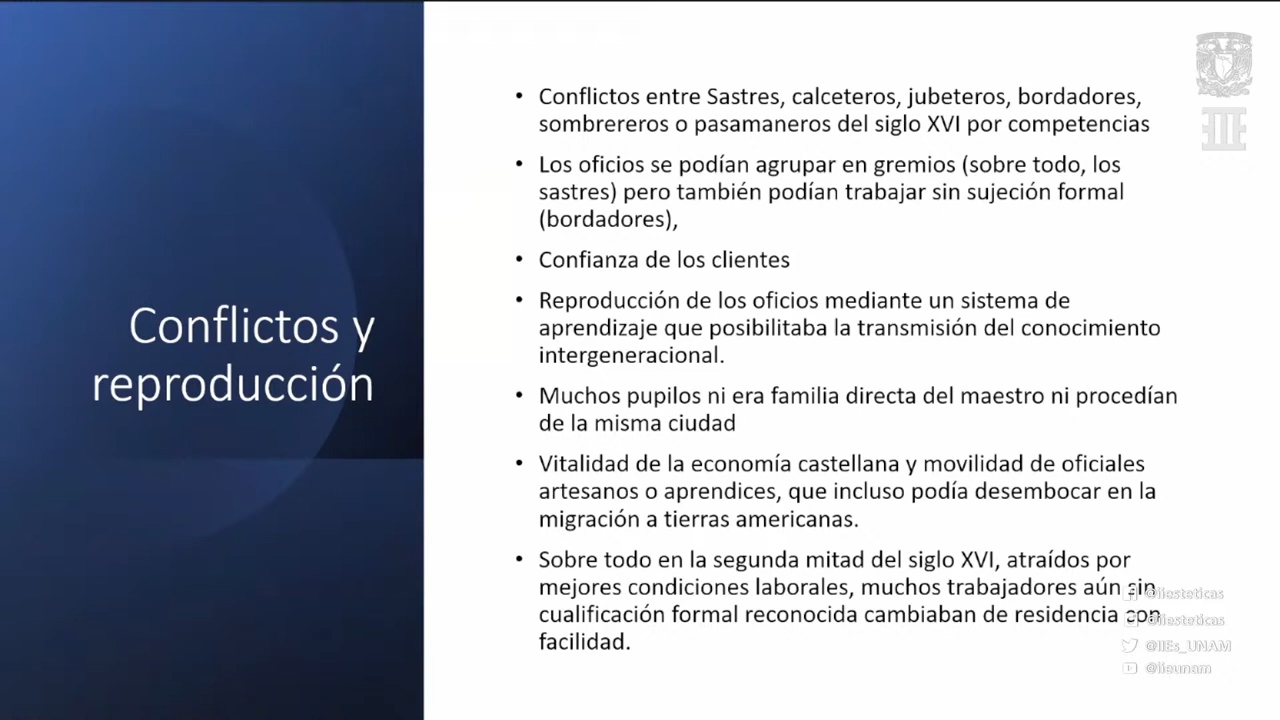 Conflictos y
reproducción
• Conflictos entre Sastres, calceteros, jubeteros, bordadores,
sombrereros o pasamaneros del siglo XVI por competencias
• Los oficios se podían agrupar en gremios (sobre todo, los
sastres) pero también podían trabajar sin sujeción formal
(bordadores),
• Confianza de los clientes
• Reproducción de los oficios mediante un sistema de
aprendizaje que posibilitaba la transmisión del conocimiento
intergeneracional.
• Muchos pupilos ni era familia directa del maestro ni procedían
de la misma ciudad
• Vitalidad de la economía castellana y movilidad de oficiales
artesanos o aprendices, que incluso podía desembocar en la
migración a tierras americanas.
• Sobre todo en la segunda mitad del siglo XVI, atraídos por
mejores condiciones laborales, muchos trabajadores aún sin
cualificación formal reconocida cambiaban de residencia con
facilidad.
@iiesteticas
@iiesteticas
@IIEs_UNAM
@iieunam